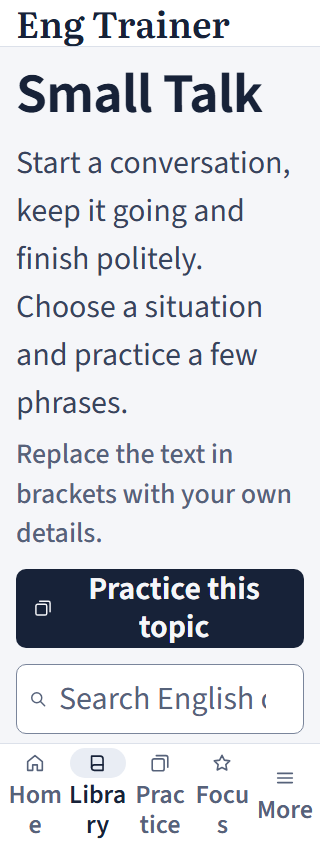 Eng Trainer
Small Talk
Start a conversation,
keep it going and
finish politely.
Choose a situation
and practice a few
phrases.
Replace the text in
brackets with your own
details.
Practice this
topic
Search English
Hom
e
Libra
ry
Prac
tice
Focu
s
More